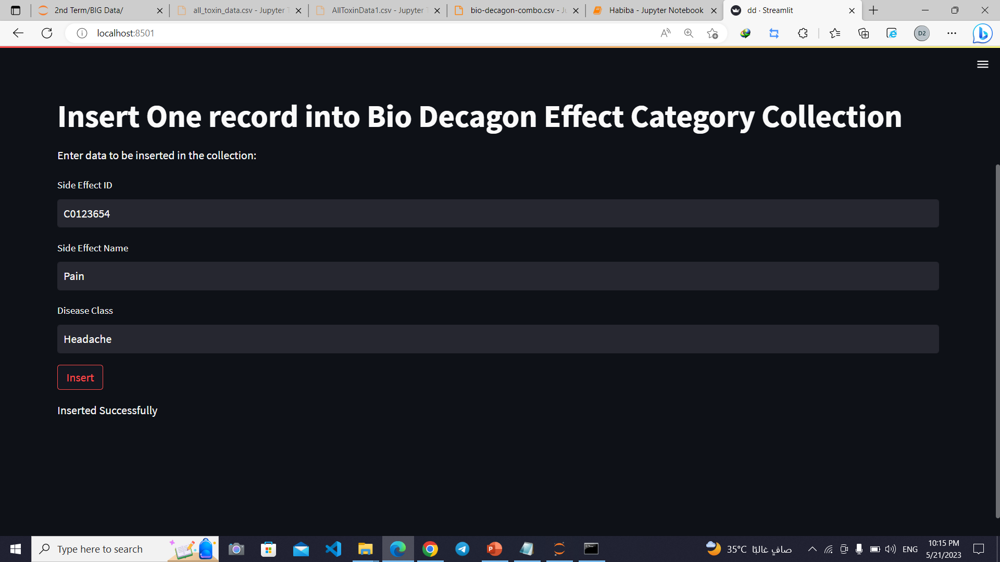 2nd Term/BIG Data/
all_toxin_data.csv - Jupyter
AllToxinData1.csv - Jupyter
bio-decagon-combo.csv - Ju
Habiba - Jupyter Notebook
dd · Streamlit
localhost:8501
D2
Insert One record into Bio Decagon Effect Category Collection
Enter data to be inserted in the collection:
Side Effect ID
C0123654
Side Effect Name
Pain
Disease Class
Headache
Insert
Inserted Successfully
Type here to search
35°C صافٍ غالبًا
ENG
10:15 PM
5/21/2023